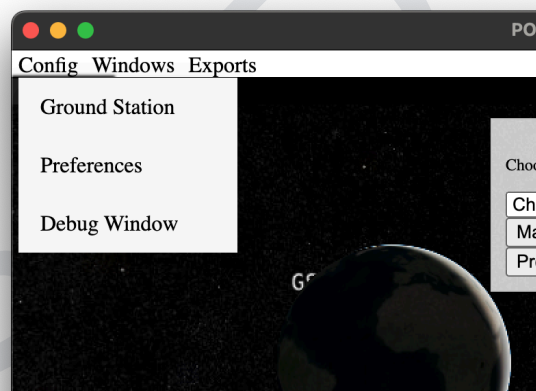 PO
Config Windows Exports
Ground Station
Preferences
Debug Window
Choo
Ch
Ma
Pr
GS